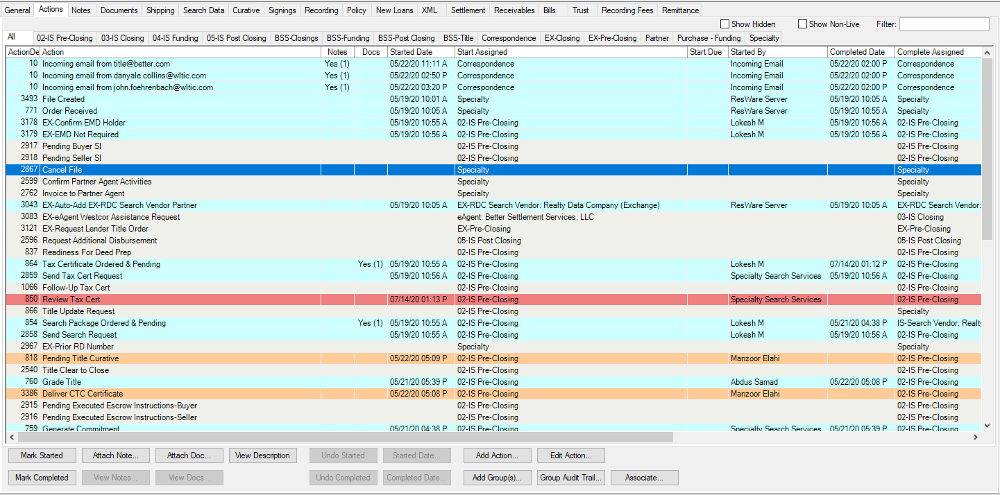 General Actions Notes Documents Shipping Search Data Curative Signings Recording Policy New Loans XML Settlement Receivables Bills Trust Recording Fees Remittance
Show Hidden Show Non-Live Filter:
All 02-IS Pre-Closing 03-IS Closing 04-IS Funding 05-IS Post Closing BSS-Closings BSS-Funding BSS-Post Closing BSS-Title Correspondence EX-Closing EX-Pre-Closing Partner Purchase - Funding Specialty
ActionDe Action Notes Docs Started Date Start Assigned Start Due Started By Completed Date Complete Assigned
10 Incoming email from title@better.com Yes (1) 05/22/20 11:11 A Correspondence Incoming Email 05/22/20 02:00 P Correspondence
10 Incoming email from danyale.collins@wltic.com Yes (1) 05/22/20 02:50 P Correspondence Incoming Email 05/22/20 02:00 P Correspondence
10 Incoming email from john.foehrenbach@wltic.com Yes (1) 05/22/20 03:20 P Correspondence Incoming Email 05/22/20 02:00 P Correspondence
3493 File Created 05/19/20 10:01 A Specialty ResWare Server 05/19/20 10:05 A Specialty
771 Order Received 05/19/20 10:05 A Specialty ResWare Server 05/19/20 10:05 A Specialty
3178 EX-Confirm EMD Holder 05/19/20 10:55 A 02-IS Pre-Closing Lokesh M 05/19/20 10:56 A 02-IS Pre-Closing
3179 EX-EMD Not Required 05/19/20 10:56 A 02-IS Pre-Closing Lokesh M 05/19/20 10:56 A 02-IS Pre-Closing
2917 Pending Buyer SI 02-IS Pre-Closing 02-IS Pre-Closing
2918 Pending Seller SI 02-IS Pre-Closing 02-IS Pre-Closing
2867 Cancel File Specialty Specialty
2599 Confirm Partner Agent Activities Specialty Specialty
2762 Invoice to Partner Agent Specialty Specialty
3043 EX-Auto-Add EX-RDC Search Vendor Partner 05/19/20 10:05 A EX-RDC Search Vendor: Realty Data Company (Exchange) ResWare Server 05/19/20 10:05 A EX-RDC Search Vendor:
3083 EX-eAgent Westcor Assistance Request eAgent: Better Settlement Services, LLC 03-IS Closing
3121 EX-Request Lender Title Order EX-Pre-Closing EX-Pre-Closing
2596 Request Additional Disbursement 05-IS Post Closing 05-IS Post Closing
837 Readiness For Deed Prep 02-IS Pre-Closing 02-IS Pre-Closing
864 Tax Certificate Ordered & Pending Yes (1) 05/19/20 10:55 A 02-IS Pre-Closing Lokesh M 07/14/20 01:12 P 02-IS Pre-Closing
2859 Send Tax Cert Request 05/19/20 10:56 A 02-IS Pre-Closing Specialty Search Services 05/19/20 10:56 A 02-IS Pre-Closing
1066 Follow-Up Tax Cert 02-IS Pre-Closing 02-IS Pre-Closing
850 Review Tax Cert 07/14/20 01:13 P 02-IS Pre-Closing Specialty Search Services 02-IS Pre-Closing
866 Title Update Request 02-IS Pre-Closing Specialty
854 Search Package Ordered & Pending Yes (1) 05/19/20 10:55 A 02-IS Pre-Closing Lokesh M 05/21/20 04:38 P IS-Search Vendor: Realty
2858 Send Search Request 05/19/20 10:55 A 02-IS Pre-Closing Lokesh M 05/19/20 10:55 A 02-IS Pre-Closing
2967 EX-Prior RD Number Specialty Specialty
818 Pending Title Curative 05/22/20 05:09 P 02-IS Pre-Closing Manzoor Elahi 02-IS Pre-Closing
2540 Title Clear to Close 02-IS Pre-Closing 02-IS Pre-Closing
760 Grade Title 05/21/20 05:39 P 02-IS Pre-Closing Abdus Samad 05/22/20 05:08 P 02-IS Pre-Closing
3386 Deliver CTC Certificate 05/22/20 05:08 P 02-IS Pre-Closing Manzoor Elahi 02-IS Pre-Closing
2915 Pending Executed Escrow Instructions-Buyer 02-IS Pre-Closing 02-IS Pre-Closing
2916 Pending Executed Escrow Instructions-Seller 02-IS Pre-Closing 02-IS Pre-Closing
759 Generate Commitment 05/21/20 04:38 P 02-IS Pre-Closing Specialty Search Services 05/21/20 05:39 P 02-IS Pre-Closing
Mark Started Attach Note... Attach Doc... View Description Undo Started Started Date... Add Action... Edit Action...
Mark Completed View Notes... View Docs... Undo Completed Completed Date... Add Group(s)... Group Audit Trail... Associate...